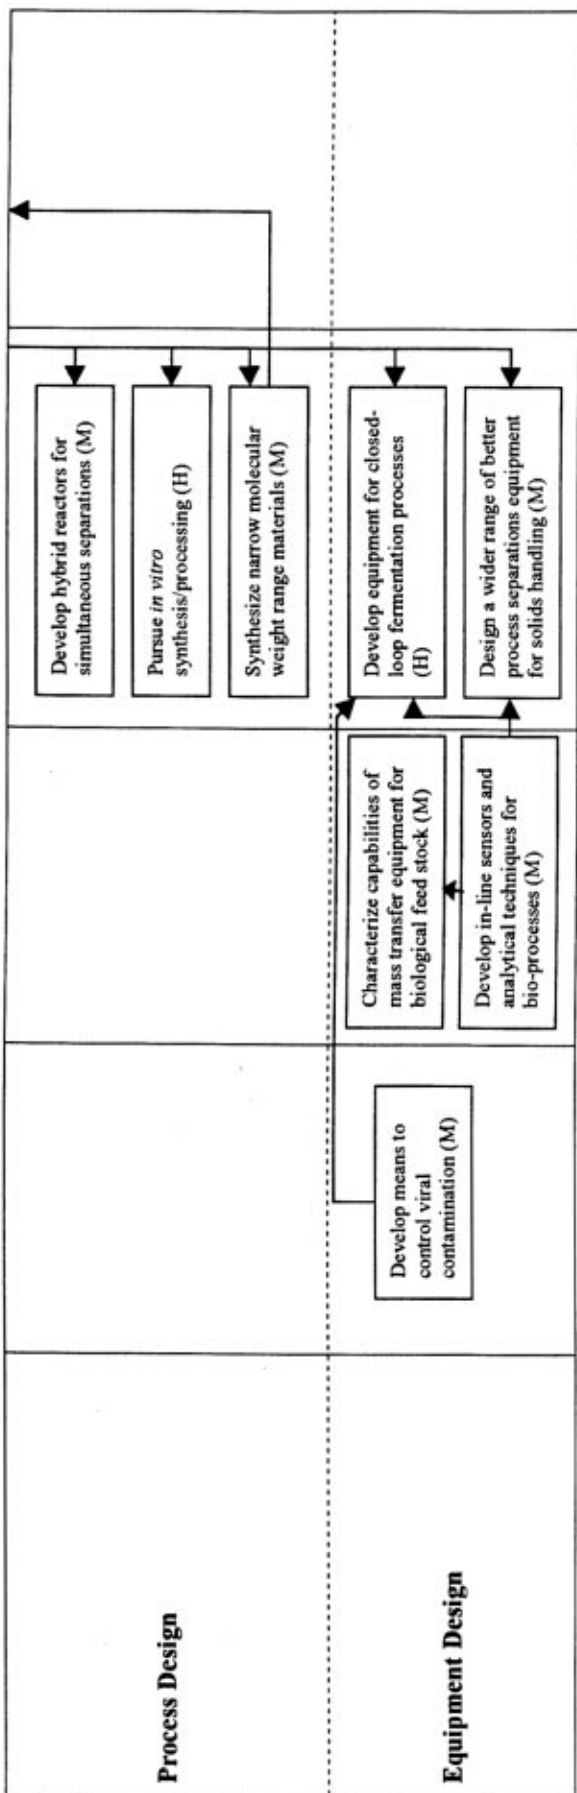 Process Design
Develop hybrid reactors for
simultaneous separations (M)
Pursue in vitro
synthesis/processing (H)
Synthesize narrow molecular
weight range materials (M)
Equipment Design
Develop means to
control viral
contamination (M)
Characterize capabilities of
mass transfer equipment for
biological feed stock (M)
Develop in-line sensors and
analytical techniques for
bio-processes (M)
Develop equipment for closed-
loop fermentation processes
(H)
Design a wider range of better
process separations equipment
for solids handling (M)